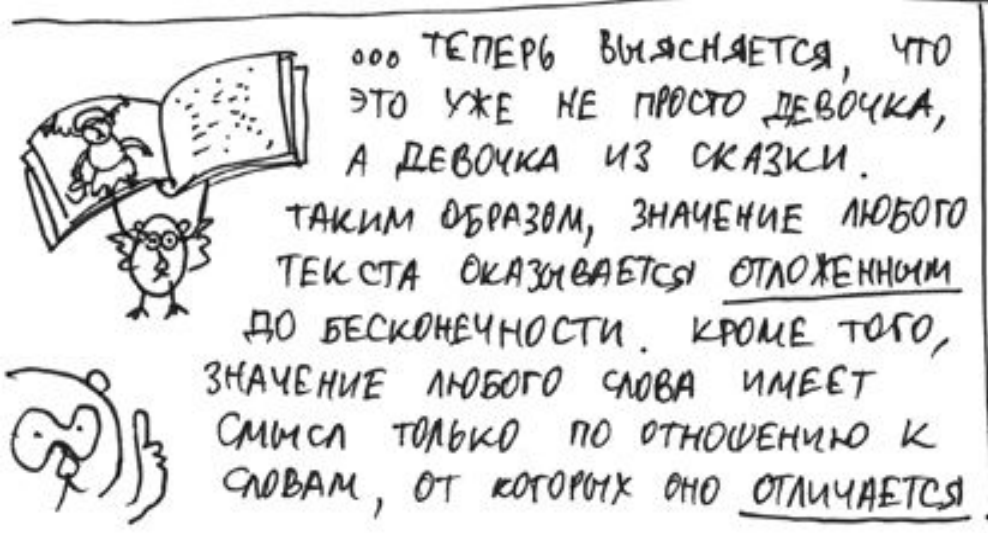 ... ТЕПЕРЬ ВЫЯСНЯЕТСЯ, ЧТО
ЭТО УЖЕ НЕ ПРОСТО ДЕВОЧКА,
А ДЕВОЧКА ИЗ СКАЗКИ.
ТАКИМ ОБРАЗОМ, ЗНАЧЕНИЕ ЛЮБОГО
ТЕКСТА ОКАЗЫВАЕТСЯ ОТЛОЖЕННЫМ
ДО БЕСКОНЕЧНОСТИ. КРОМЕ ТОГО,
ЗНАЧЕНИЕ ЛЮБОГО СЛОВА ИМЕЕТ
СМЫСЛ ТОЛЬКО ПО ОТНОШЕНИЮ К
СЛОВАМ, ОТ КОТОРЫХ ОНО ОТЛИЧАЕТСЯ.